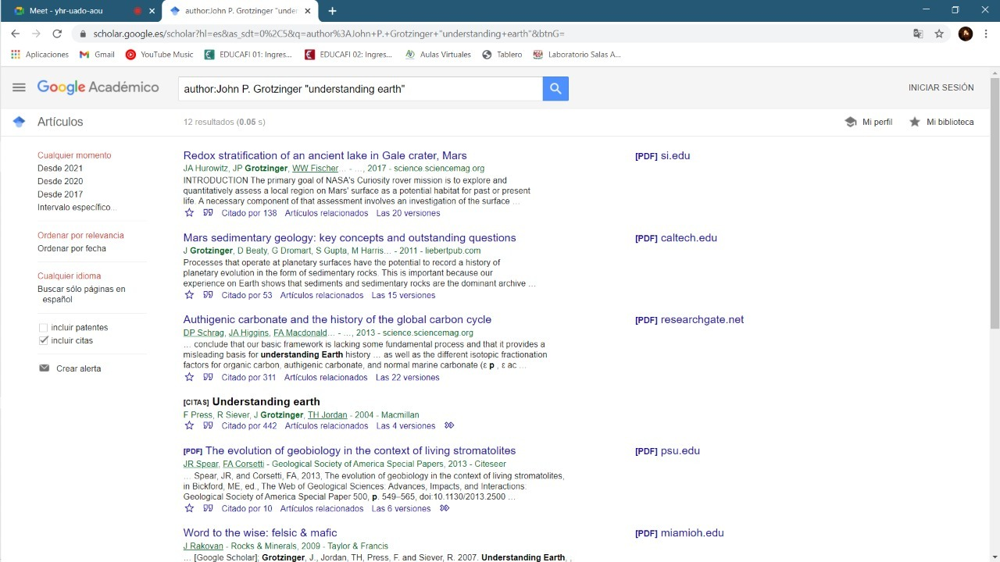 Meet - yhr-uado-aou
author:John P. Grotzinger "under
scholar.google.es/scholar?hl=es&as_sdt=0%2C5&q=author%3AJohn+P.+Grotzinger+"understanding+earth"&btnG=
Aplicaciones Gmail YouTube Music EDUCAFI 01: Ingres... EDUCAFI 02: Ingres... Aulas Virtuales Tablero Laboratorio Salas A...
Google Académico
author:John P. Grotzinger "understanding earth"
INICIAR SESIÓN
Artículos
12 resultados (0.05 s)
Mi perfil
Mi biblioteca
Cualquier momento
Desde 2021
Desde 2020
Desde 2017
Intervalo específico...
Ordenar por relevancia
Ordenar por fecha
Cualquier idioma
Buscar sólo páginas en
español
incluir patentes
incluir citas
Crear alerta
Redox stratification of an ancient lake in Gale crater, Mars
JA Hurowitz, JP Grotzinger, WW Fischer... - ..., 2017 - science.sciencemag.org
INTRODUCTION The primary goal of NASA's Curiosity rover mission is to explore and
quantitatively assess a local region on Mars' surface as a potential habitat for past or present
life. A necessary component of that assessment involves an investigation of the surface ...
Citado por 138 Artículos relacionados Las 20 versiones
[PDF] si.edu
Mars sedimentary geology: key concepts and outstanding questions
J Grotzinger, D Beaty, G Dromart, S Gupta, M Harris... - 2011 - liebertpub.com
Processes that operate at planetary surfaces have the potential to record a history of
planetary evolution in the form of sedimentary rocks. This is important because our
experience on Earth shows that sediments and sedimentary rocks are the dominant archive ...
Citado por 53 Artículos relacionados Las 15 versiones
[PDF] caltech.edu
Authigenic carbonate and the history of the global carbon cycle
DP Schrag, JA Higgins, FA Macdonald... - ..., 2013 - science.sciencemag.org
... conclude that our basic framework is lacking some fundamental process and that it provides a
misleading basis for understanding Earth history ... as well as the different isotopic fractionation
factors for organic carbon, authigenic carbonate, and normal marine carbonate (ε p , ε ac ...
Citado por 311 Artículos relacionados Las 22 versiones
[PDF] researchgate.net
[CITAS] Understanding earth
F Press, R Siever, J Grotzinger, TH Jordan - 2004 - Macmillan
Citado por 442 Artículos relacionados Las 4 versiones
[PDF] The evolution of geobiology in the context of living stromatolites
JR Spear, FA Corsetti - Geological Society of America Special Papers, 2013 - Citeseer
... Spear, JR, and Corsetti, FA, 2013, The evolution of geobiology in the context of living stromatolites,
in Bickford, ME, ed., The Web of Geological Sciences: Advances, Impacts, and Interactions:
Geological Society of America Special Paper 500, p. 549–565, doi:10.1130/2013.2500 ...
Citado por 10 Artículos relacionados Las 6 versiones
[PDF] psu.edu
Word to the wise: felsic & mafic
J Rakovan - Rocks & Minerals, 2009 - Taylor & Francis
... [Google Scholar]; Grotzinger, J., Jordan, TH, Press, F. and Siever, R. 2007. Understanding Earth, ,
[PDF] miamioh.edu